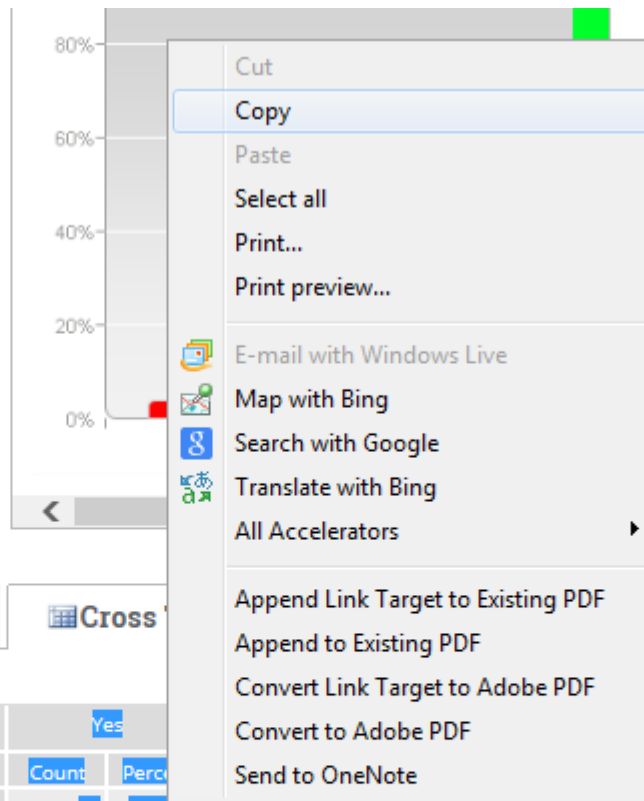 80%
60%
40%
20%
0%
Cut
Copy
Paste
Select all
Print...
Print preview...
E-mail with Windows Live
Map with Bing
Search with Google
Translate with Bing
All Accelerators
Append Link Target to Existing PDF
Append to Existing PDF
Convert Link Target to Adobe PDF
Convert to Adobe PDF
Send to OneNote
Cross
Yes
Count Perce